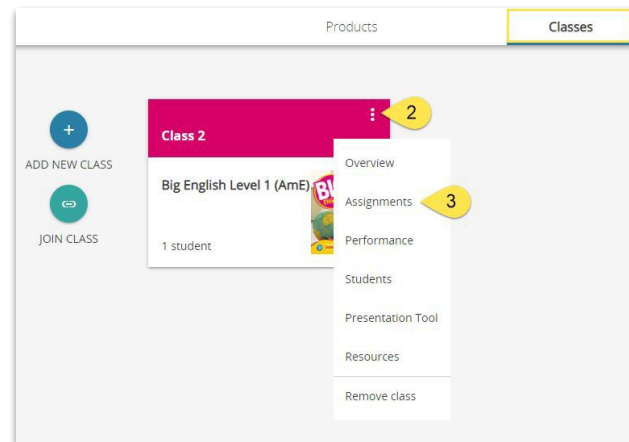 Products
Classes
2
Class 2
+
ADD NEW CLASS
JOIN CLASS
Big English Level 1 (AmE)
1 student
Overview
Assignments
3
Performance
Students
Presentation Tool
Resources
Remove class